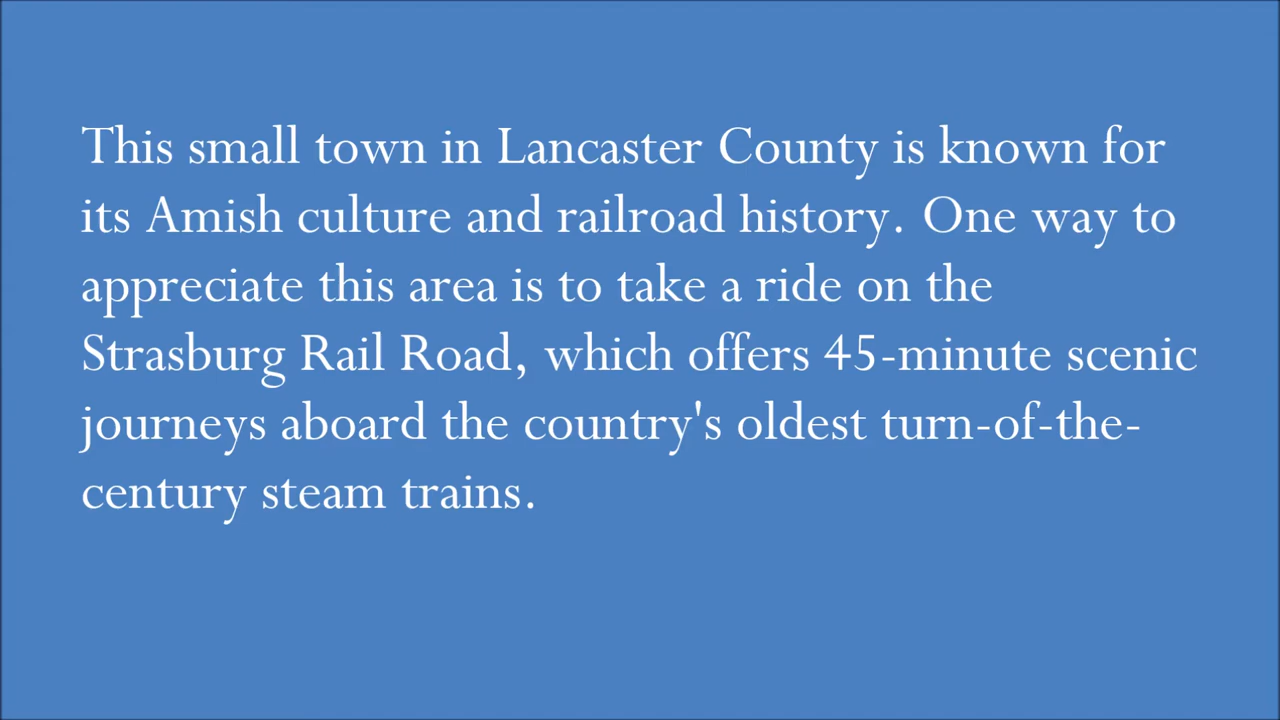 This small town in Lancaster County is known for
its Amish culture and railroad history. One way to
appreciate this area is to take a ride on the
Strasburg Rail Road, which offers 45-minute scenic
journeys aboard the country's oldest turn-of-the-
century steam trains.